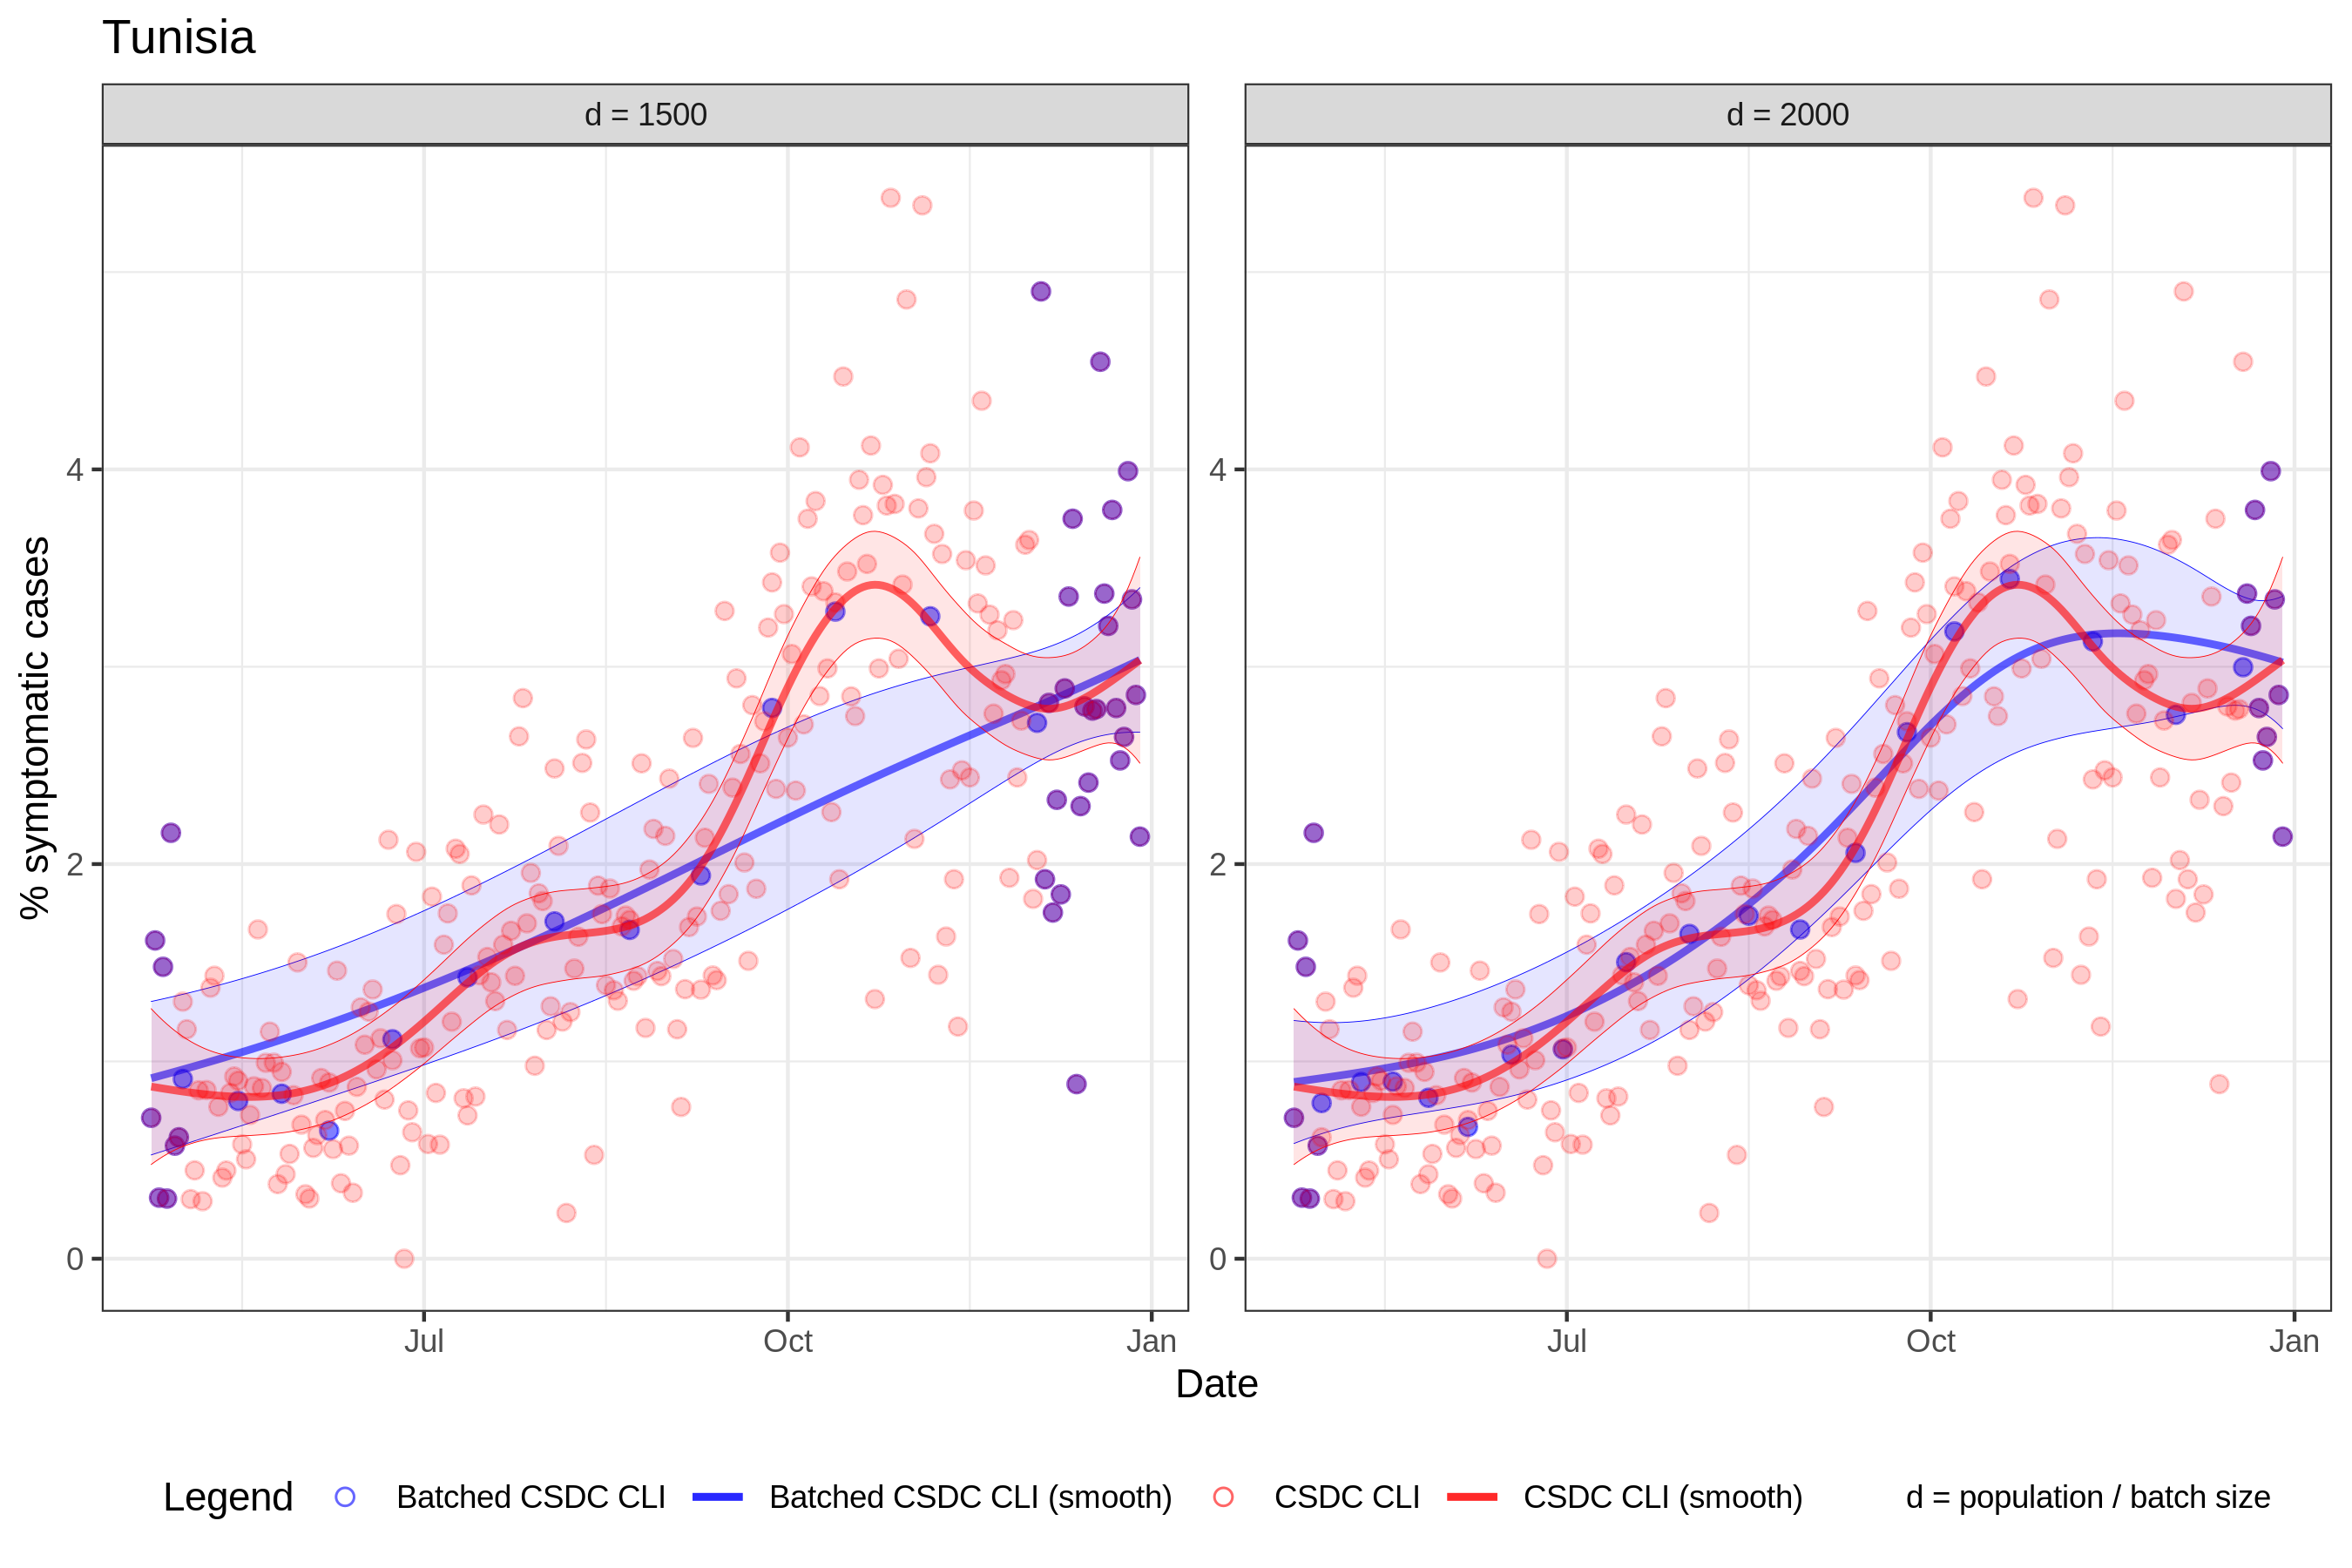 Tunisia
d = 1500
d = 2000
% symptomatic cases
4
2
0
4
2
0
Jul
Oct
Jan
Jul
Oct
Jan
Date
Legend Batched CSDC CLI Batched CSDC CLI (smooth) CSDC CLI CSDC CLI (smooth) d = population / batch size